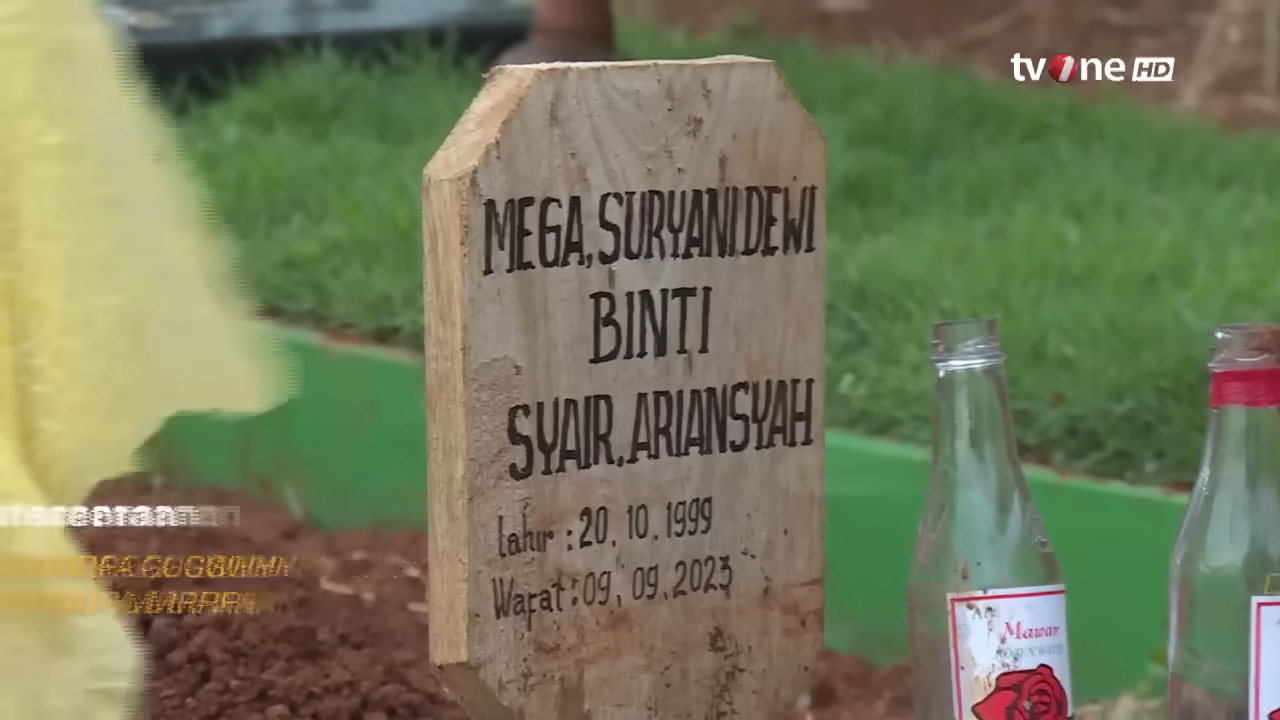 tvOne HD
MEGA, SURYANI.DEWI
BINTI
SYAIR. ARIANSYAH
lahir : 20. 10. 1999
Wafat : 09. 09. 2023
Mawar